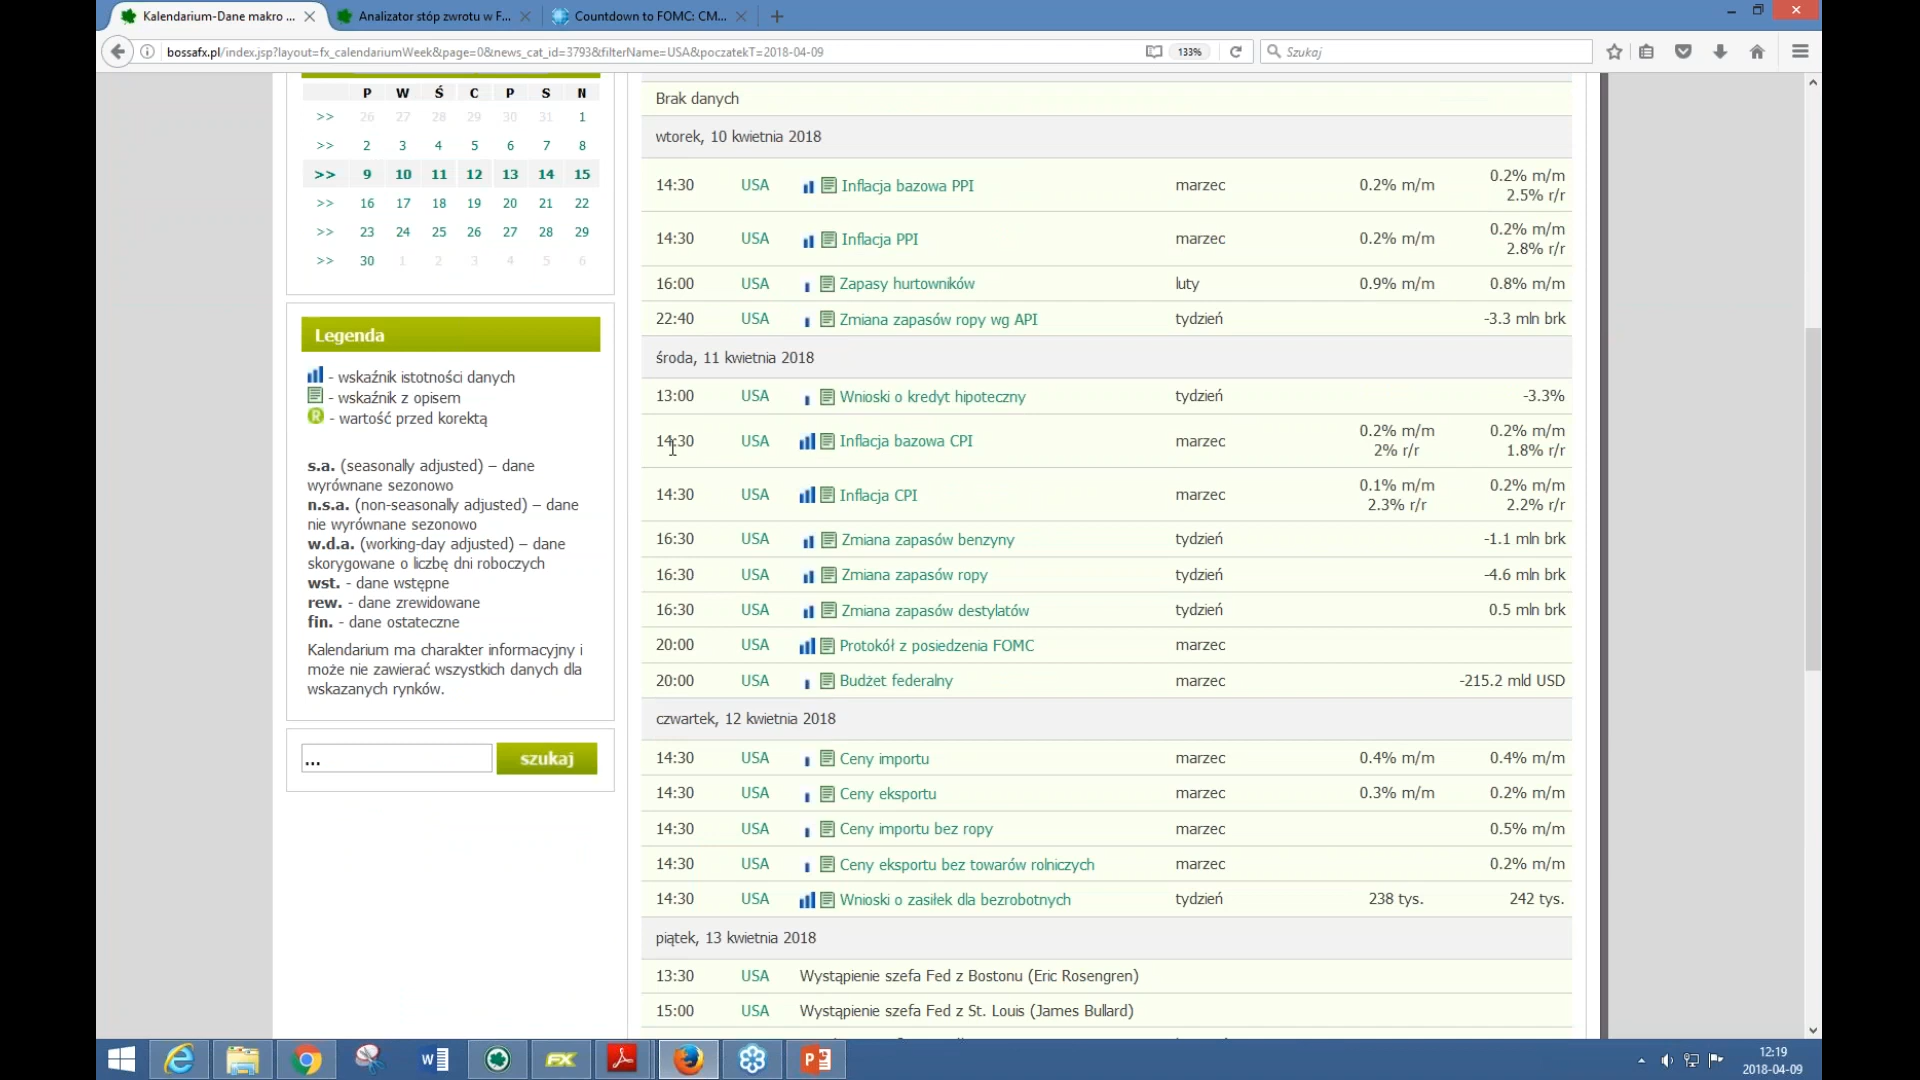 Kalendarium-Dane makro ...
Analizator stóp zwrotu w F...
Countdown to FOMC: CM...
bossafx.pl/index.jsp?layout=fx_calendariumWeek&page=0&news_cat_id=3793&filterName=USA&poczatekT=2018-04-09
133%
Szukaj
P W Ś C P S N
>> 26 27 28 29 30 31 1
>> 2 3 4 5 6 7 8
>> 9 10 11 12 13 14 15
>> 16 17 18 19 20 21 22
>> 23 24 25 26 27 28 29
>> 30 1 2 3 4 5 6
Legenda
- wskaźnik istotności danych
- wskaźnik z opisem
R - wartość przed korektą
s.a. (seasonally adjusted) – dane
wyrównane sezonowo
n.s.a. (non-seasonally adjusted) – dane
nie wyrównane sezonowo
w.d.a. (working-day adjusted) – dane
skorygowane o liczbę dni roboczych
wst. - dane wstępne
rew. - dane zrewidowane
fin. - dane ostateczne
Kalendarium ma charakter informacyjny i
może nie zawierać wszystkich danych dla
wskazanych rynków.
...
szukaj
Brak danych
wtorek, 10 kwietnia 2018
14:30 USA Inflacja bazowa PPI marzec 0.2% m/m 0.2% m/m
2.5% r/r
14:30 USA Inflacja PPI marzec 0.2% m/m 0.2% m/m
2.8% r/r
16:00 USA Zapasy hurtowników luty 0.9% m/m 0.8% m/m
22:40 USA Zmiana zapasów ropy wg API tydzień -3.3 mln brk
środa, 11 kwietnia 2018
13:00 USA Wnioski o kredyt hipoteczny tydzień -3.3%
14:30 USA Inflacja bazowa CPI marzec 0.2% m/m 0.2% m/m
2% r/r 1.8% r/r
14:30 USA Inflacja CPI marzec 0.1% m/m 0.2% m/m
2.3% r/r 2.2% r/r
16:30 USA Zmiana zapasów benzyny tydzień -1.1 mln brk
16:30 USA Zmiana zapasów ropy tydzień -4.6 mln brk
16:30 USA Zmiana zapasów destylatów tydzień 0.5 mln brk
20:00 USA Protokół z posiedzenia FOMC marzec
20:00 USA Budżet federalny marzec -215.2 mld USD
czwartek, 12 kwietnia 2018
14:30 USA Ceny importu marzec 0.4% m/m 0.4% m/m
14:30 USA Ceny eksportu marzec 0.3% m/m 0.2% m/m
14:30 USA Ceny importu bez ropy marzec 0.5% m/m
14:30 USA Ceny eksportu bez towarów rolniczych marzec 0.2% m/m
14:30 USA Wnioski o zasiłek dla bezrobotnych tydzień 238 tys. 242 tys.
piątek, 13 kwietnia 2018
13:30 USA Wystąpienie szefa Fed z Bostonu (Eric Rosengren)
15:00 USA Wystąpienie szefa Fed z St. Louis (James Bullard)
FX
12:19
2018-04-09